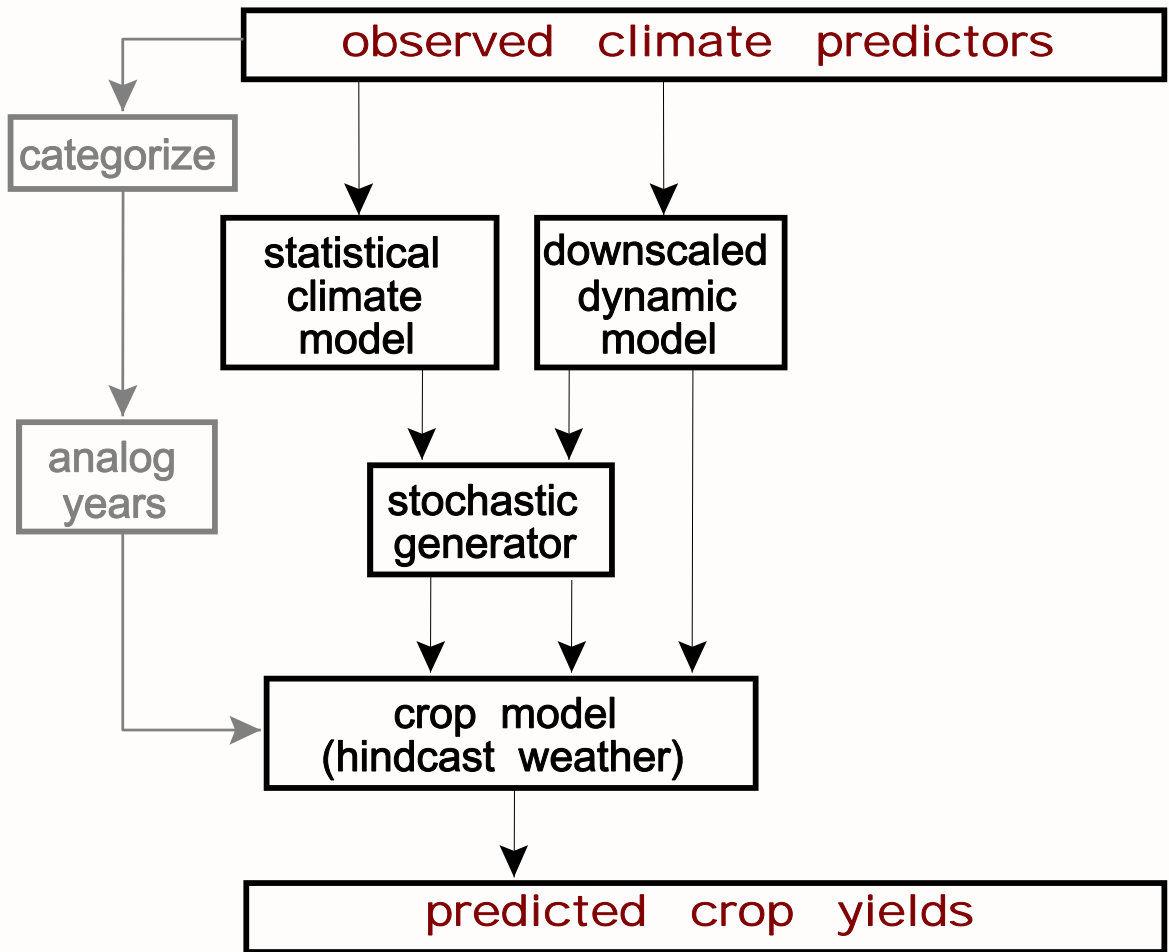 observed climate predictors
categorize
statistical
climate
model
downscaled
dynamic
model
analog
years
stochastic
generator
crop model
(hindcast weather)
predicted crop yields